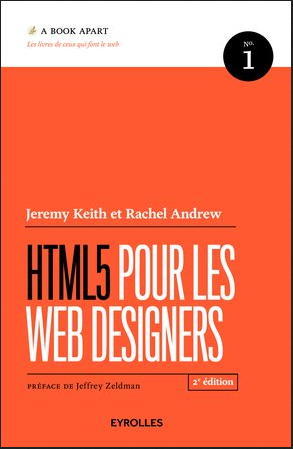 A BOOK APART
Les livres de ceux qui font le web
No.
1
Jeremy Keith et Rachel Andrew
HTML5 POUR LES
WEB DESIGNERS
2e édition
PRÉFACE DE Jeffrey Zeldman
EYROLLES